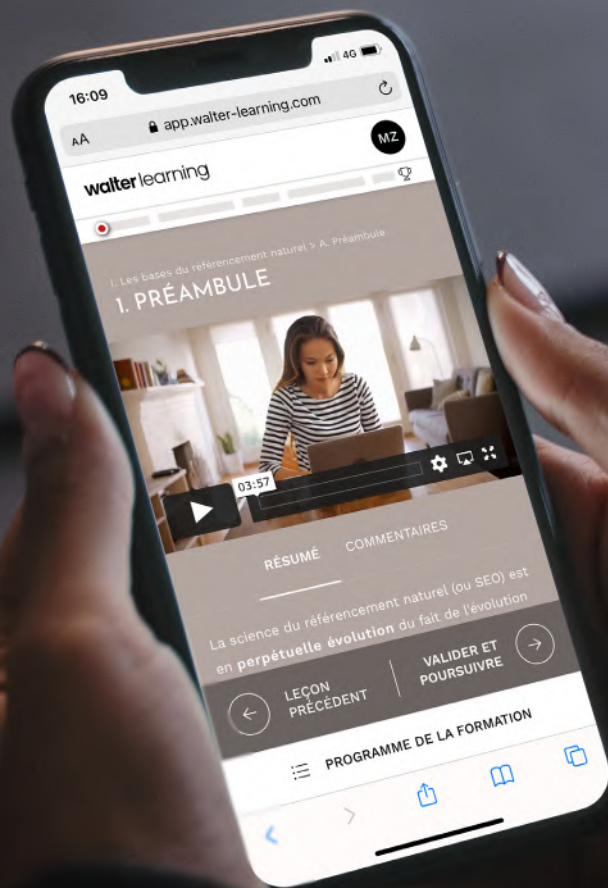 16:09
4G
AA
app.walter-learning.com
walter learning
MZ
I. Les bases du référencement naturel > A. Préambule
1. PRÉAMBULE
03:57
RÉSUMÉ
COMMENTAIRES
La science du référencement naturel (ou SEO) est
en perpétuelle évolution du fait de l'évolution
LEÇON
PRÉCÉDENT
VALIDER ET
POURSUIVRE
PROGRAMME DE LA FORMATION